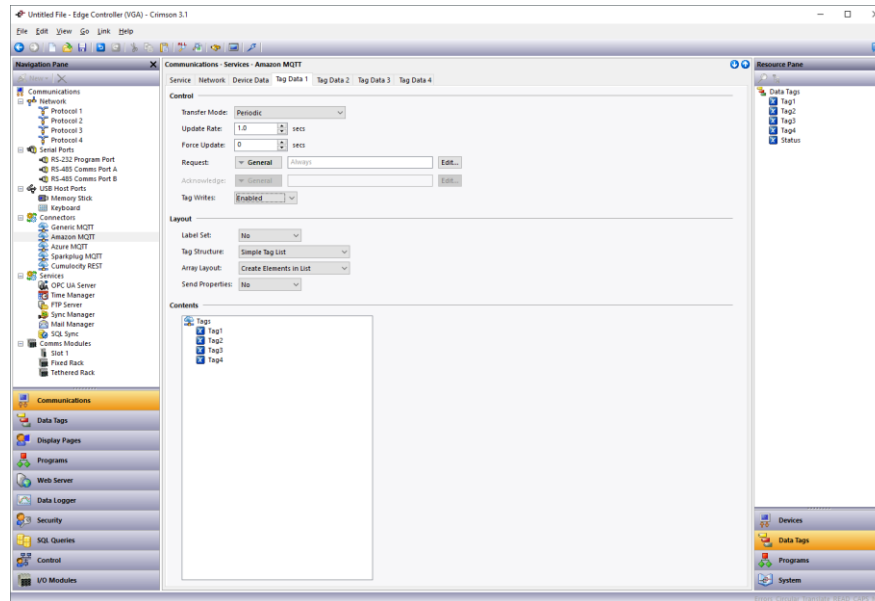 Untitled File - Edge Controller (VGA) - Crimson 3.1
File Edit View Go Link Help
Navigation Pane
Communications - Services - Amazon MQTT
Resource Pane
Service Network Device Data Tag Data 1 Tag Data 2 Tag Data 3 Tag Data 4
Communications
Network
Protocol 1
Protocol 2
Protocol 3
Protocol 4
Serial Ports
RS-232 Program Port
RS-485 Comms Port A
RS-485 Comms Port B
USB Host Ports
Memory Stick
Keyboard
Connectors
Generic MQTT
Amazon MQTT
Azure MQTT
Sparkplug MQTT
Cumulocity REST
Services
OPC UA Server
Time Manager
FTP Server
Sync Manager
Mail Manager
SQL Sync
Comms Modules
Slot 1
Fixed Rack
Tethered Rack
Communications
Data Tags
Display Pages
Programs
Web Server
Data Logger
Security
SQL Queries
Control
I/O Modules
Control
Transfer Mode: Periodic
Update Rate: 1.0 secs
Force Update: 0 secs
Request: General Always Edit...
Acknowledge: General Edit...
Tag Writes: Enabled
Layout
Label Set: No
Tag Structure: Simple Tag List
Array Layout: Create Elements in List
Send Properties: No
Contents
Tags
Tag1
Tag2
Tag3
Tag4
Data Tags
Tag1
Tag2
Tag3
Tag4
Status
Devices
Data Tags
Programs
System